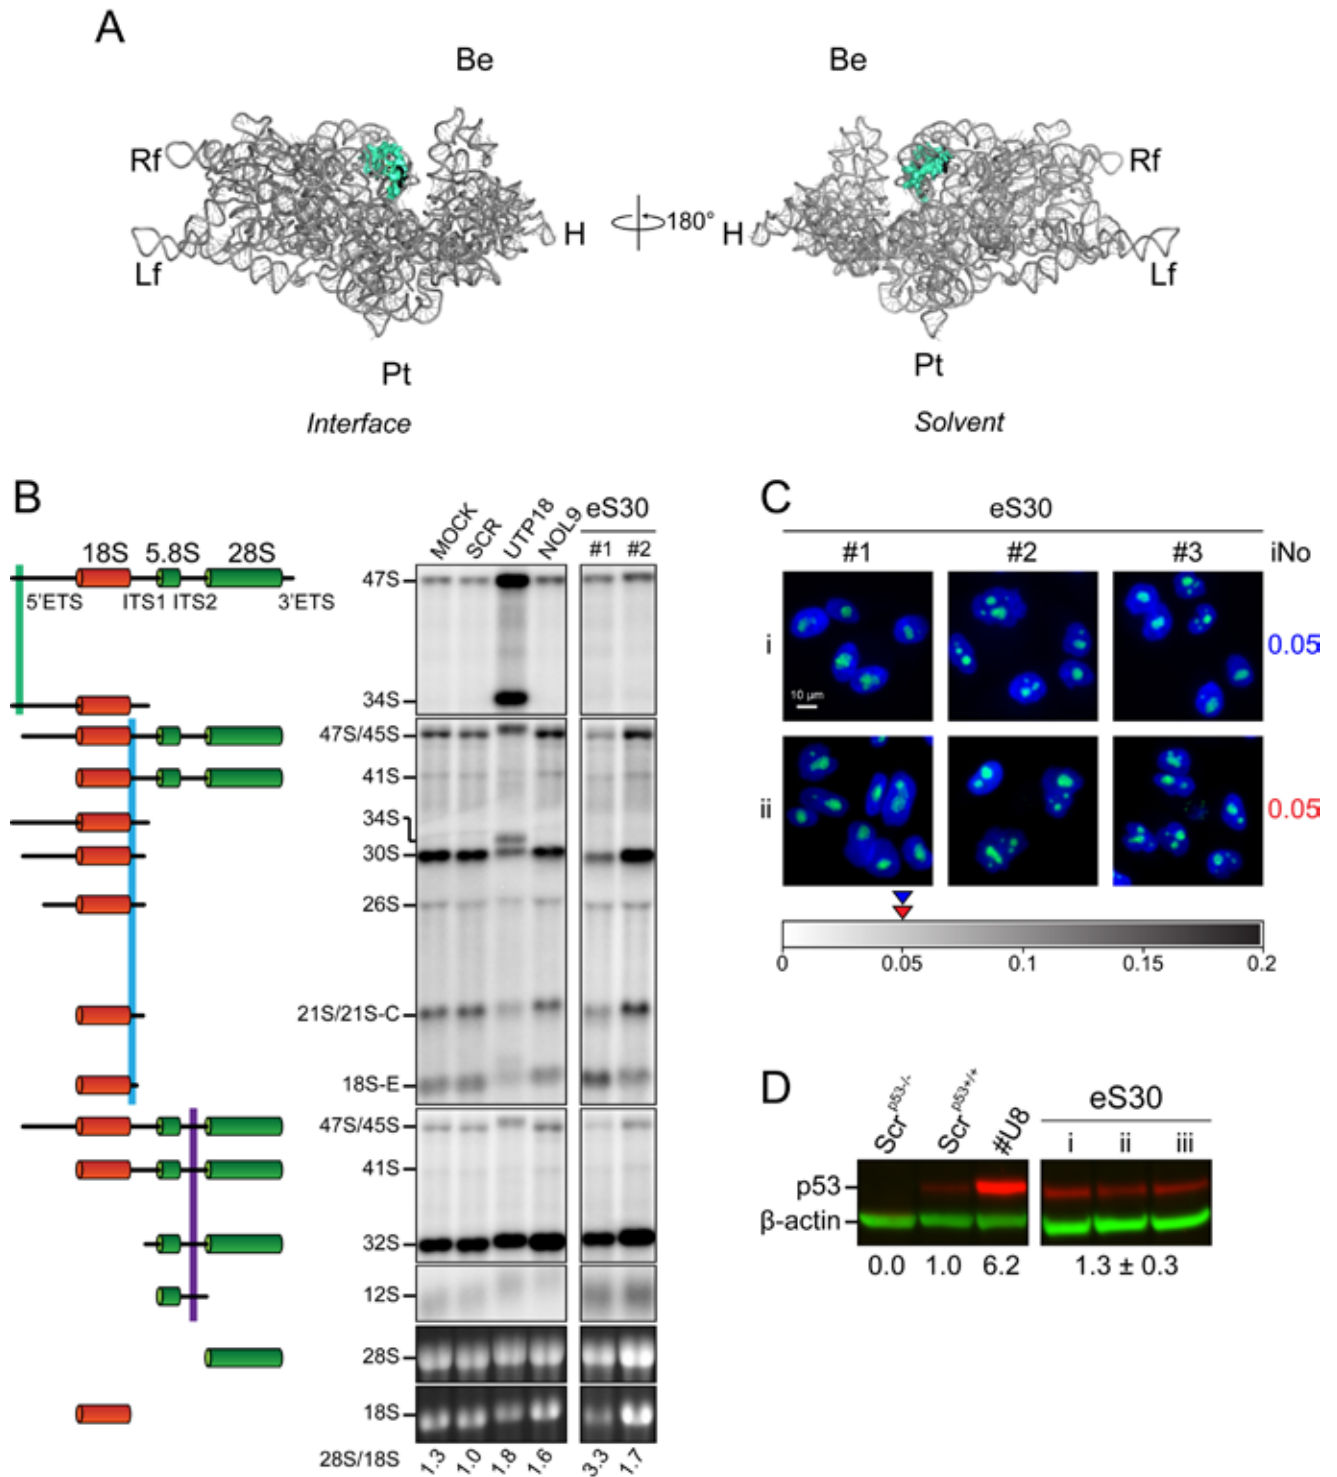 A
Be
Be
Rf
Rf
H
180°
H
Lf
Lf
Pt
Pt
Interface
Solvent
B
MOCK
SCR
UTP18
NOL9
eS30
#1 #2
18S 5.8S 28S
5'ETS ITS1 ITS2 3'ETS
47S
34S
47S/45S
41S
34S
30S
26S
21S/21S-C
18S-E
47S/45S
41S
32S
12S
28S
18S
28S/18S 1.3 1.0 1.8 1.6 3.3 1.7
C
eS30
#1 #2 #3 iNo
i
10 µm
0.05
ii
0.05
0 0.05 0.1 0.15 0.2
D
Scr p53-/-
Scr p53+/+
#U8
eS30
i ii iii
p53
β-actin
0.0 1.0 6.2 1.3 ± 0.3